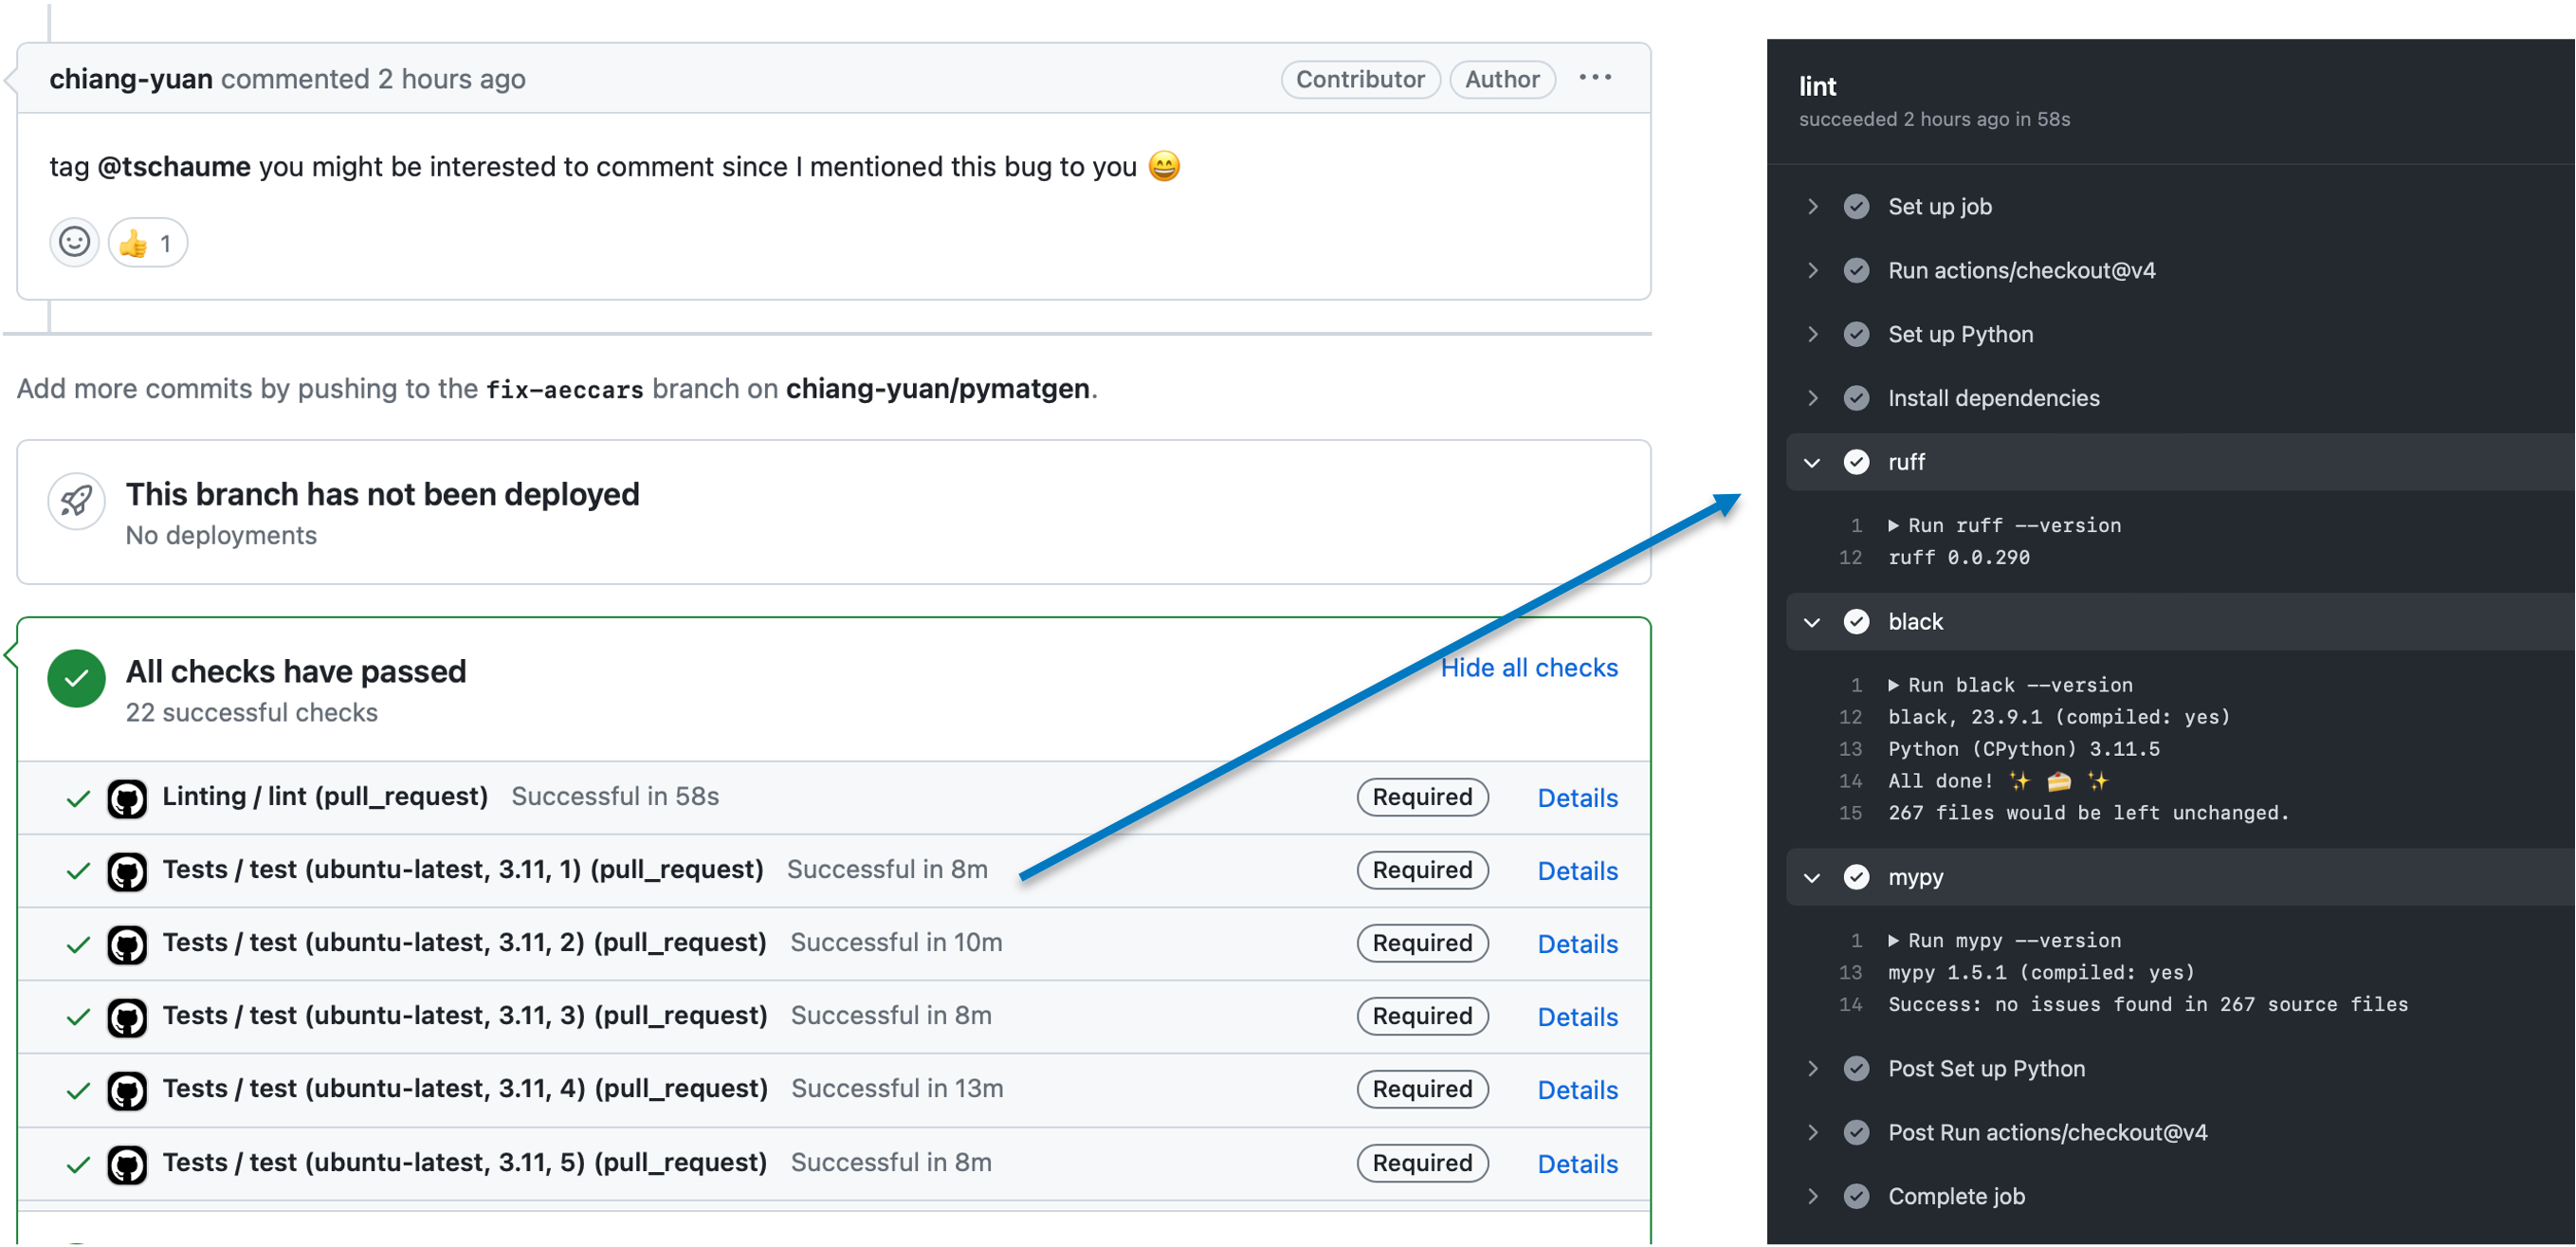 chiang-yuan commented 2 hours ago Contributor Author ...
tag @tschaume you might be interested to comment since I mentioned this bug to you 😄
👍 1
Add more commits by pushing to the fix-aeccars branch on chiang-yuan/pymatgen.
This branch has not been deployed
No deployments
All checks have passed
Hide all checks
22 successful checks
Linting / lint (pull_request) Successful in 58s Required Details
Tests / test (ubuntu-latest, 3.11, 1) (pull_request) Successful in 8m Required Details
Tests / test (ubuntu-latest, 3.11, 2) (pull_request) Successful in 10m Required Details
Tests / test (ubuntu-latest, 3.11, 3) (pull_request) Successful in 8m Required Details
Tests / test (ubuntu-latest, 3.11, 4) (pull_request) Successful in 13m Required Details
Tests / test (ubuntu-latest, 3.11, 5) (pull_request) Successful in 8m Required Details
lint
succeeded 2 hours ago in 58s
Set up job
Run actions/checkout@v4
Set up Python
Install dependencies
ruff
1 ▶ Run ruff --version
12 ruff 0.0.290
black
1 ▶ Run black --version
12 black, 23.9.1 (compiled: yes)
13 Python (CPython) 3.11.5
14 All done! ✨ 🍰 ✨
15 267 files would be left unchanged.
mypy
1 ▶ Run mypy --version
13 mypy 1.5.1 (compiled: yes)
14 Success: no issues found in 267 source files
Post Set up Python
Post Run actions/checkout@v4
Complete job